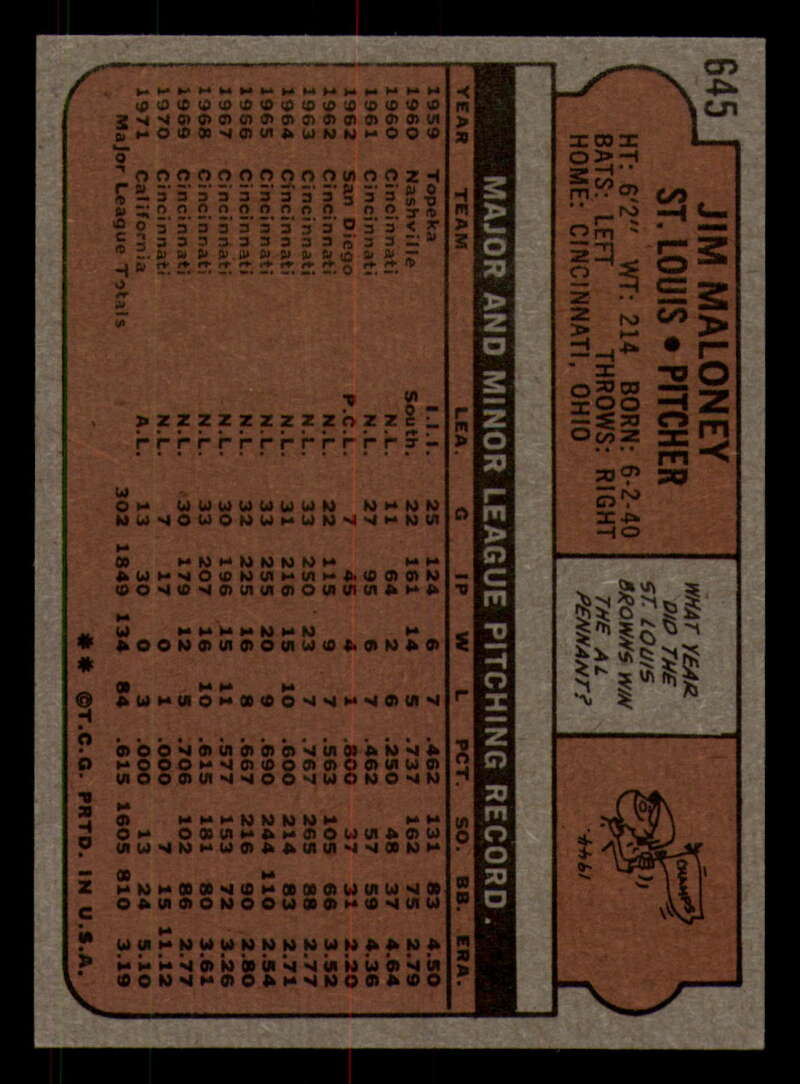 645
JIM MALONEY
ST. LOUIS • PITCHER
HT: 6'2" WT: 214 BORN: 6-2-40
BATS: LEFT THROWS: RIGHT
HOME: CINCINNATI, OHIO
WHAT YEAR
DID THE
ST. LOUIS
BROWNS WIN
THE AL
PENNANT?
CHAMPS
1944.
MAJOR AND MINOR LEAGUE PITCHING RECORD.
YEAR TEAM LEA. G IP W L PCT. SO. BB. ERA.
1959 Topeka I.I.I. 25 124 6 7 .462 131 83 4.50
1960 Nashville South. 22 161 14 5 .737 162 75 2.79
1960 Cincinnati N.L. 11 64 2 6 .250 48 37 4.64
1961 Cincinnati N.L. 27 95 6 7 .462 57 59 4.36
1962 San Diego P.C.L. 7 45 4 1 .800 37 31 2.20
1962 Cincinnati N.L. 22 115 9 7 .563 105 66 3.52
1963 Cincinnati N.L. 33 250 23 7 .767 265 88 2.77
1964 Cincinnati N.L. 31 216 15 10 .600 214 83 2.71
1965 Cincinnati N.L. 33 255 20 9 .690 244 110 2.54
1966 Cincinnati N.L. 32 225 16 8 .667 216 90 2.80
1967 Cincinnati N.L. 30 196 15 11 .577 153 72 3.26
1968 Cincinnati N.L. 33 207 16 10 .615 181 80 3.61
1969 Cincinnati N.L. 30 179 12 5 .706 102 86 2.77
1970 Cincinnati N.L. 7 17 0 1 .000 7 15 11.12
1971 California A.L. 13 30 0 3 .000 13 24 5.10
Major League Totals 302 1849 134 84 .615 1605 810 3.19
** ©T.C.G. PRTD. IN U.S.A.